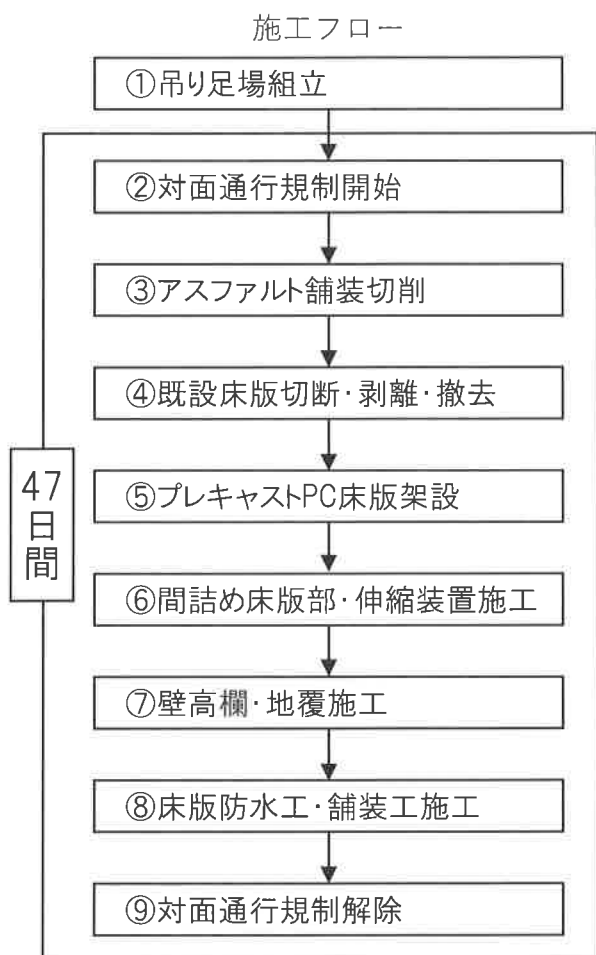 施工フロー
①吊り足場組立
②対面通行規制開始
③アスファルト舗装切削
④既設床版切断・剥離・撤去
47
日
間
⑤プレキャストPC床版架設
⑥間詰め床版部・伸縮装置施工
⑦壁高欄・地覆施工
⑧床版防水工・舗装工施工
⑨対面通行規制解除